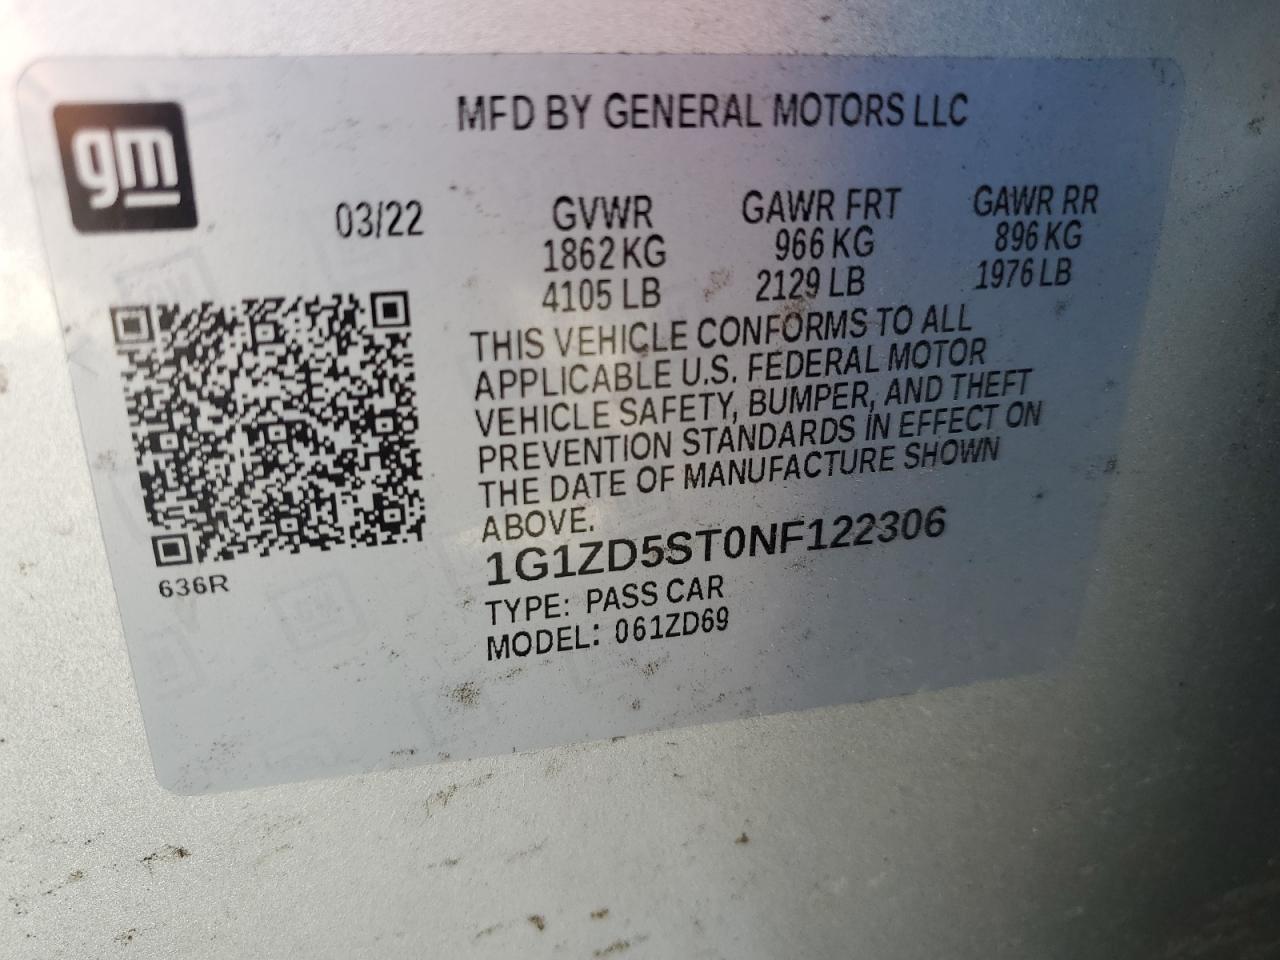 gm
MFD BY GENERAL MOTORS LLC
03/22 GVWR GAWR FRT GAWR RR
1862 KG 966 KG 896 KG
4105 LB 2129 LB 1976 LB
THIS VEHICLE CONFORMS TO ALL
APPLICABLE U.S. FEDERAL MOTOR
VEHICLE SAFETY, BUMPER, AND THEFT
PREVENTION STANDARDS IN EFFECT ON
THE DATE OF MANUFACTURE SHOWN
ABOVE.
1G1ZD5ST0NF122306
TYPE: PASS CAR
MODEL: 061ZD69
636R